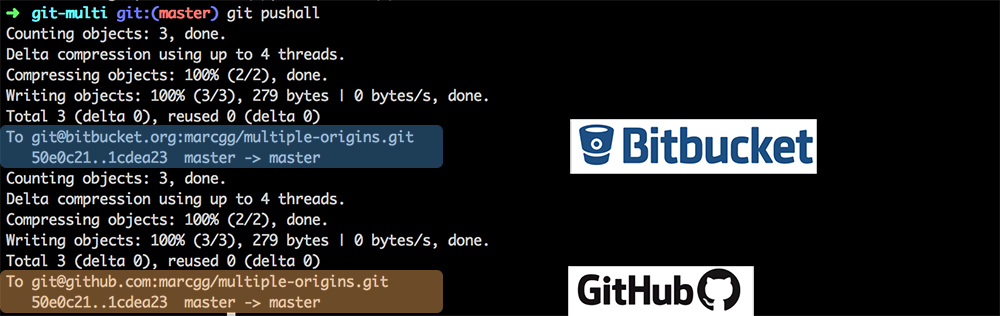 ➜ git-multi git:(master) git pushall
Counting objects: 3, done.
Delta compression using up to 4 threads.
Compressing objects: 100% (2/2), done.
Writing objects: 100% (3/3), 279 bytes | 0 bytes/s, done.
Total 3 (delta 0), reused 0 (delta 0)
To git@bitbucket.org:marcgg/multiple-origins.git
50e0c21..1cdea23 master -> master
Bitbucket
Counting objects: 3, done.
Delta compression using up to 4 threads.
Compressing objects: 100% (2/2), done.
Writing objects: 100% (3/3), 279 bytes | 0 bytes/s, done.
Total 3 (delta 0), reused 0 (delta 0)
To git@github.com:marcgg/multiple-origins.git
50e0c21..1cdea23 master -> master
GitHub